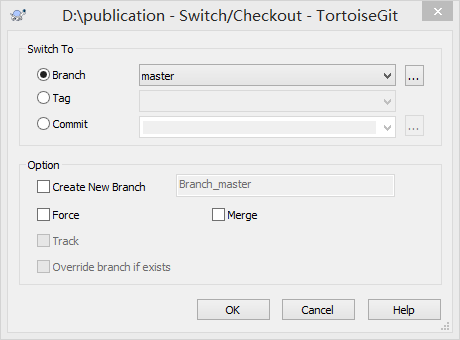 D:\publication - Switch/Checkout - TortoiseGit
Switch To
Branch
master
...
Tag
Commit
...
Option
Create New Branch
Branch_master
Force
Merge
Track
Override branch if exists
OK
Cancel
Help